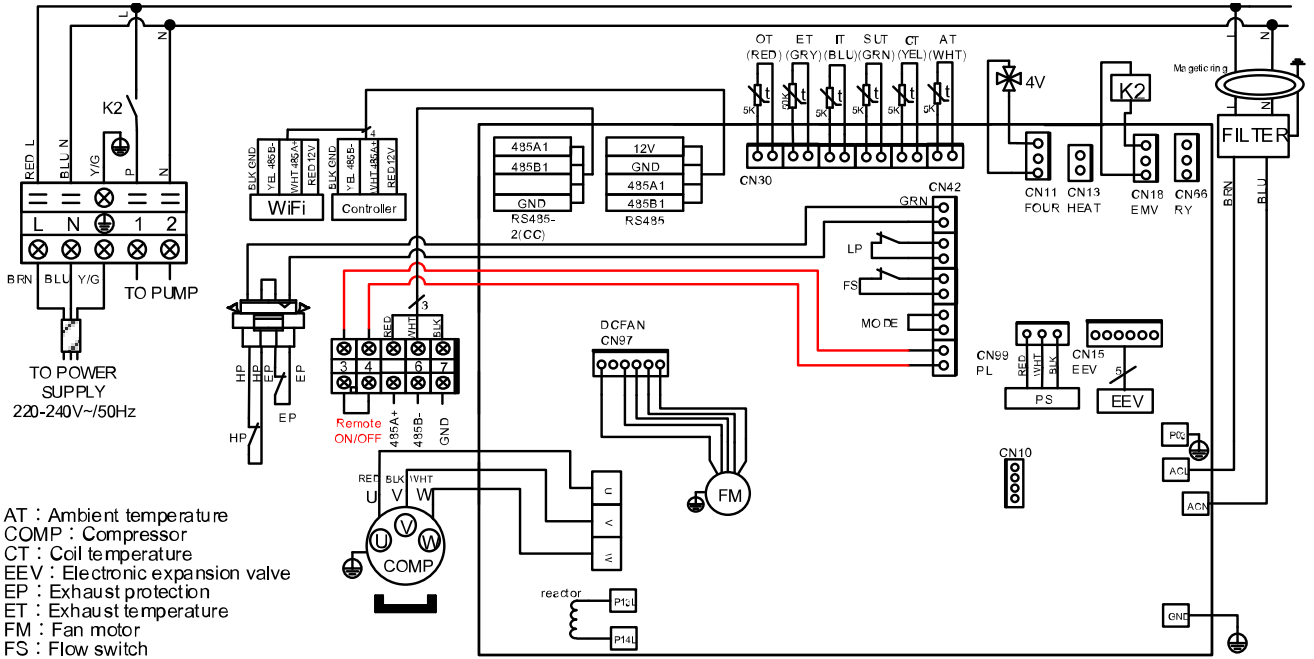 L
N
K2
RED L
BLU N
Y/G
P
N
L N 1 2
BRN BLU Y/G
TO PUMP
TO POWER
SUPPLY
220-240V~/50Hz
BLK GND
YEL 485B-
WHT 485A+
RED 12V
WiFi
BLK GND
YEL 485B-
WHT 485A+
RED 12V
Controller
4
485A1
485B1
GND
RS485-
2(CC)
12V
GND
485A1
485B1
RS485
OT ET IT SUT CT AT
(RED) (GRY) (BLU) (GRN) (YEL) (WHT)
t t t t t t
5K 5K 5K 5K 5K
CN30
4V
CN11
FOUR
CN13
HEAT
K2
CN18
EMV
CN66
RY
Mageticring
L N
L N
FILTER
BRN
BLU
CN42
GRN
LP
FS
MODE
HP
HP
EP
EP
EP
HP
3
RED
WHT
BLK
3 4 6 7
Remote
ON/OFF
485A+
485B-
GND
DCFAN
CN97
FM
CN99
PL
RED
WHT
BLK
PS
CN15
EEV
5
EEV
CN10
P03
ACL
ACN
GND
RED BLK WHT
U V W
U V W
COMP
U
V
W
reactor
P13L
P14L
AT：Ambient temperature
COMP：Compressor
CT：Coil temperature
EEV：Electronic expansion valve
EP：Exhaust protection
ET：Exhaust temperature
FM：Fan motor
FS：Flow switch